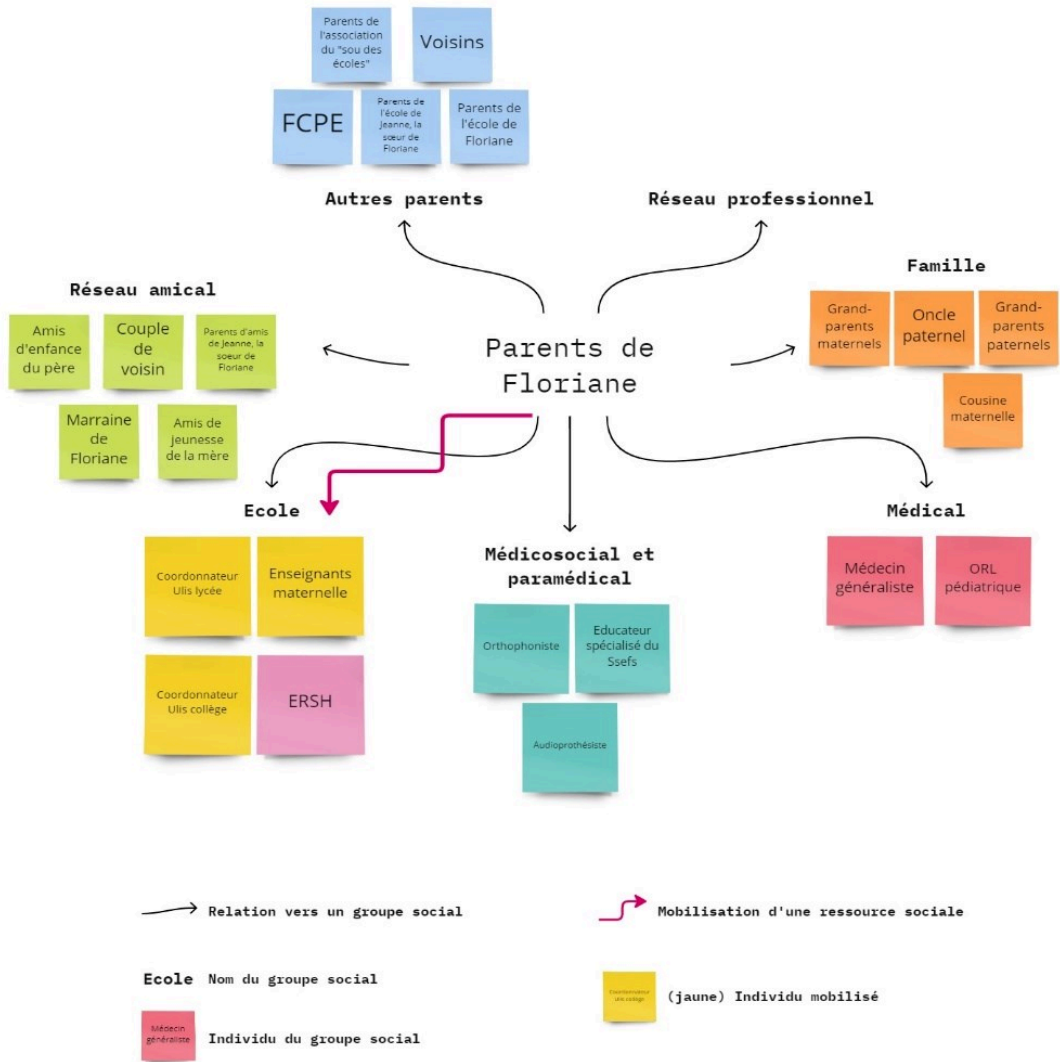 Parents de
l'association
du "sou des
écoles"
Voisins
FCPE
Parents de
l'école de
Jeanne, la
sœur de
Floriane
Parents de
l'école de
Floriane
Autres parents
Réseau professionnel
Famille
Grand-
parents
maternels
Oncle
paternel
Grand-
parents
paternels
Cousine
maternelle
Réseau amical
Amis
d'enfance
du père
Couple
de
voisin
Parents d'amis
de Jeanne, la
soeur de
Floriane
Marraine
de
Floriane
Amis de
jeunesse
de la mère
Parents de
Floriane
Ecole
Coordonnateur
Ulis lycée
Enseignants
maternelle
Coordonnateur
Ulis collège
ERSH
Médicosocial et
paramédical
Orthophoniste
Educateur
spécialisé du
Ssefs
Audioprothésiste
Médical
Médecin
généraliste
ORL
pédiatrique
Relation vers un groupe social
Mobilisation d'une ressource sociale
Ecole Nom du groupe social
Coordonnateur
Ulis collège
(jaune) Individu mobilisé
Médecin
généraliste
Individu du groupe social